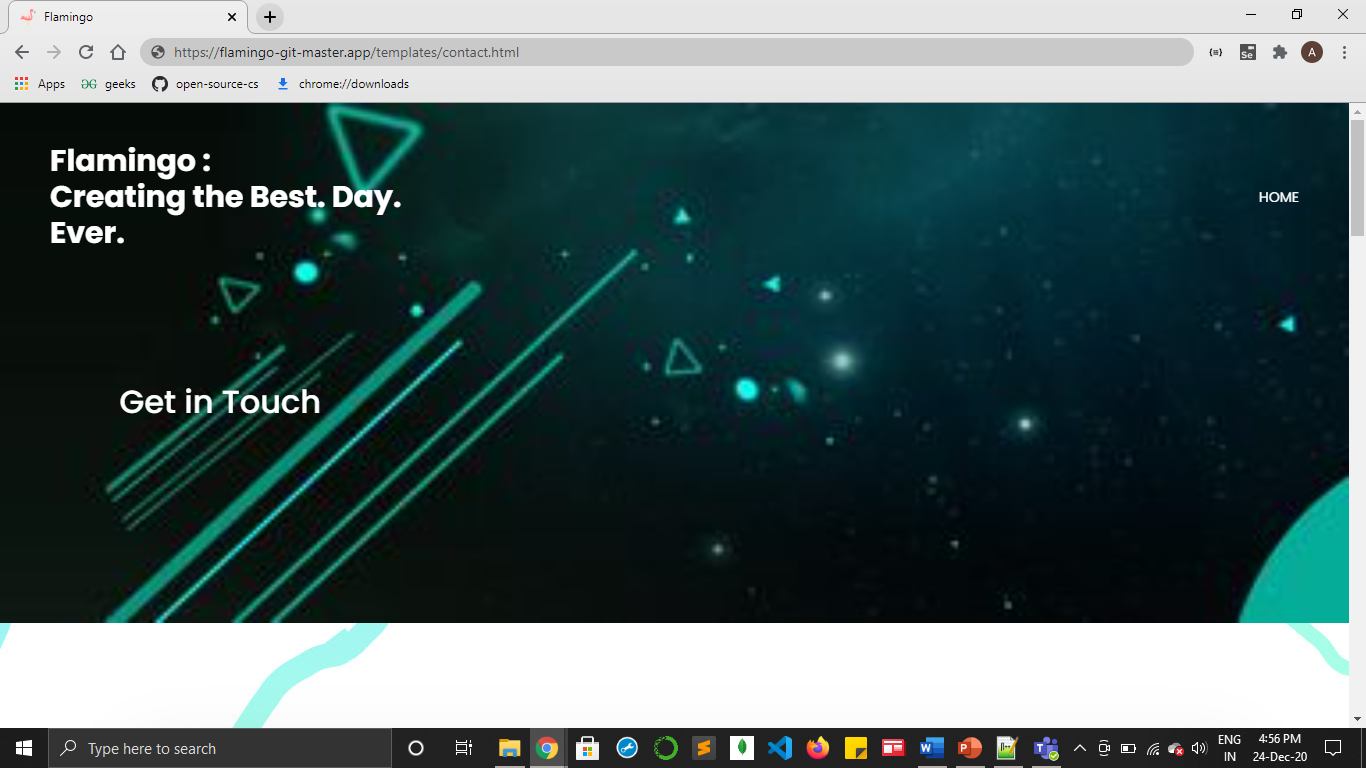 Flamingo
https://flamingo-git-master.app/templates/contact.html
Se
A
Apps
geeks
open-source-cs
chrome://downloads
Flamingo :
Creating the Best. Day.
Ever.
HOME
Get in Touch
Type here to search
ENG
IN
4:56 PM
24-Dec-20